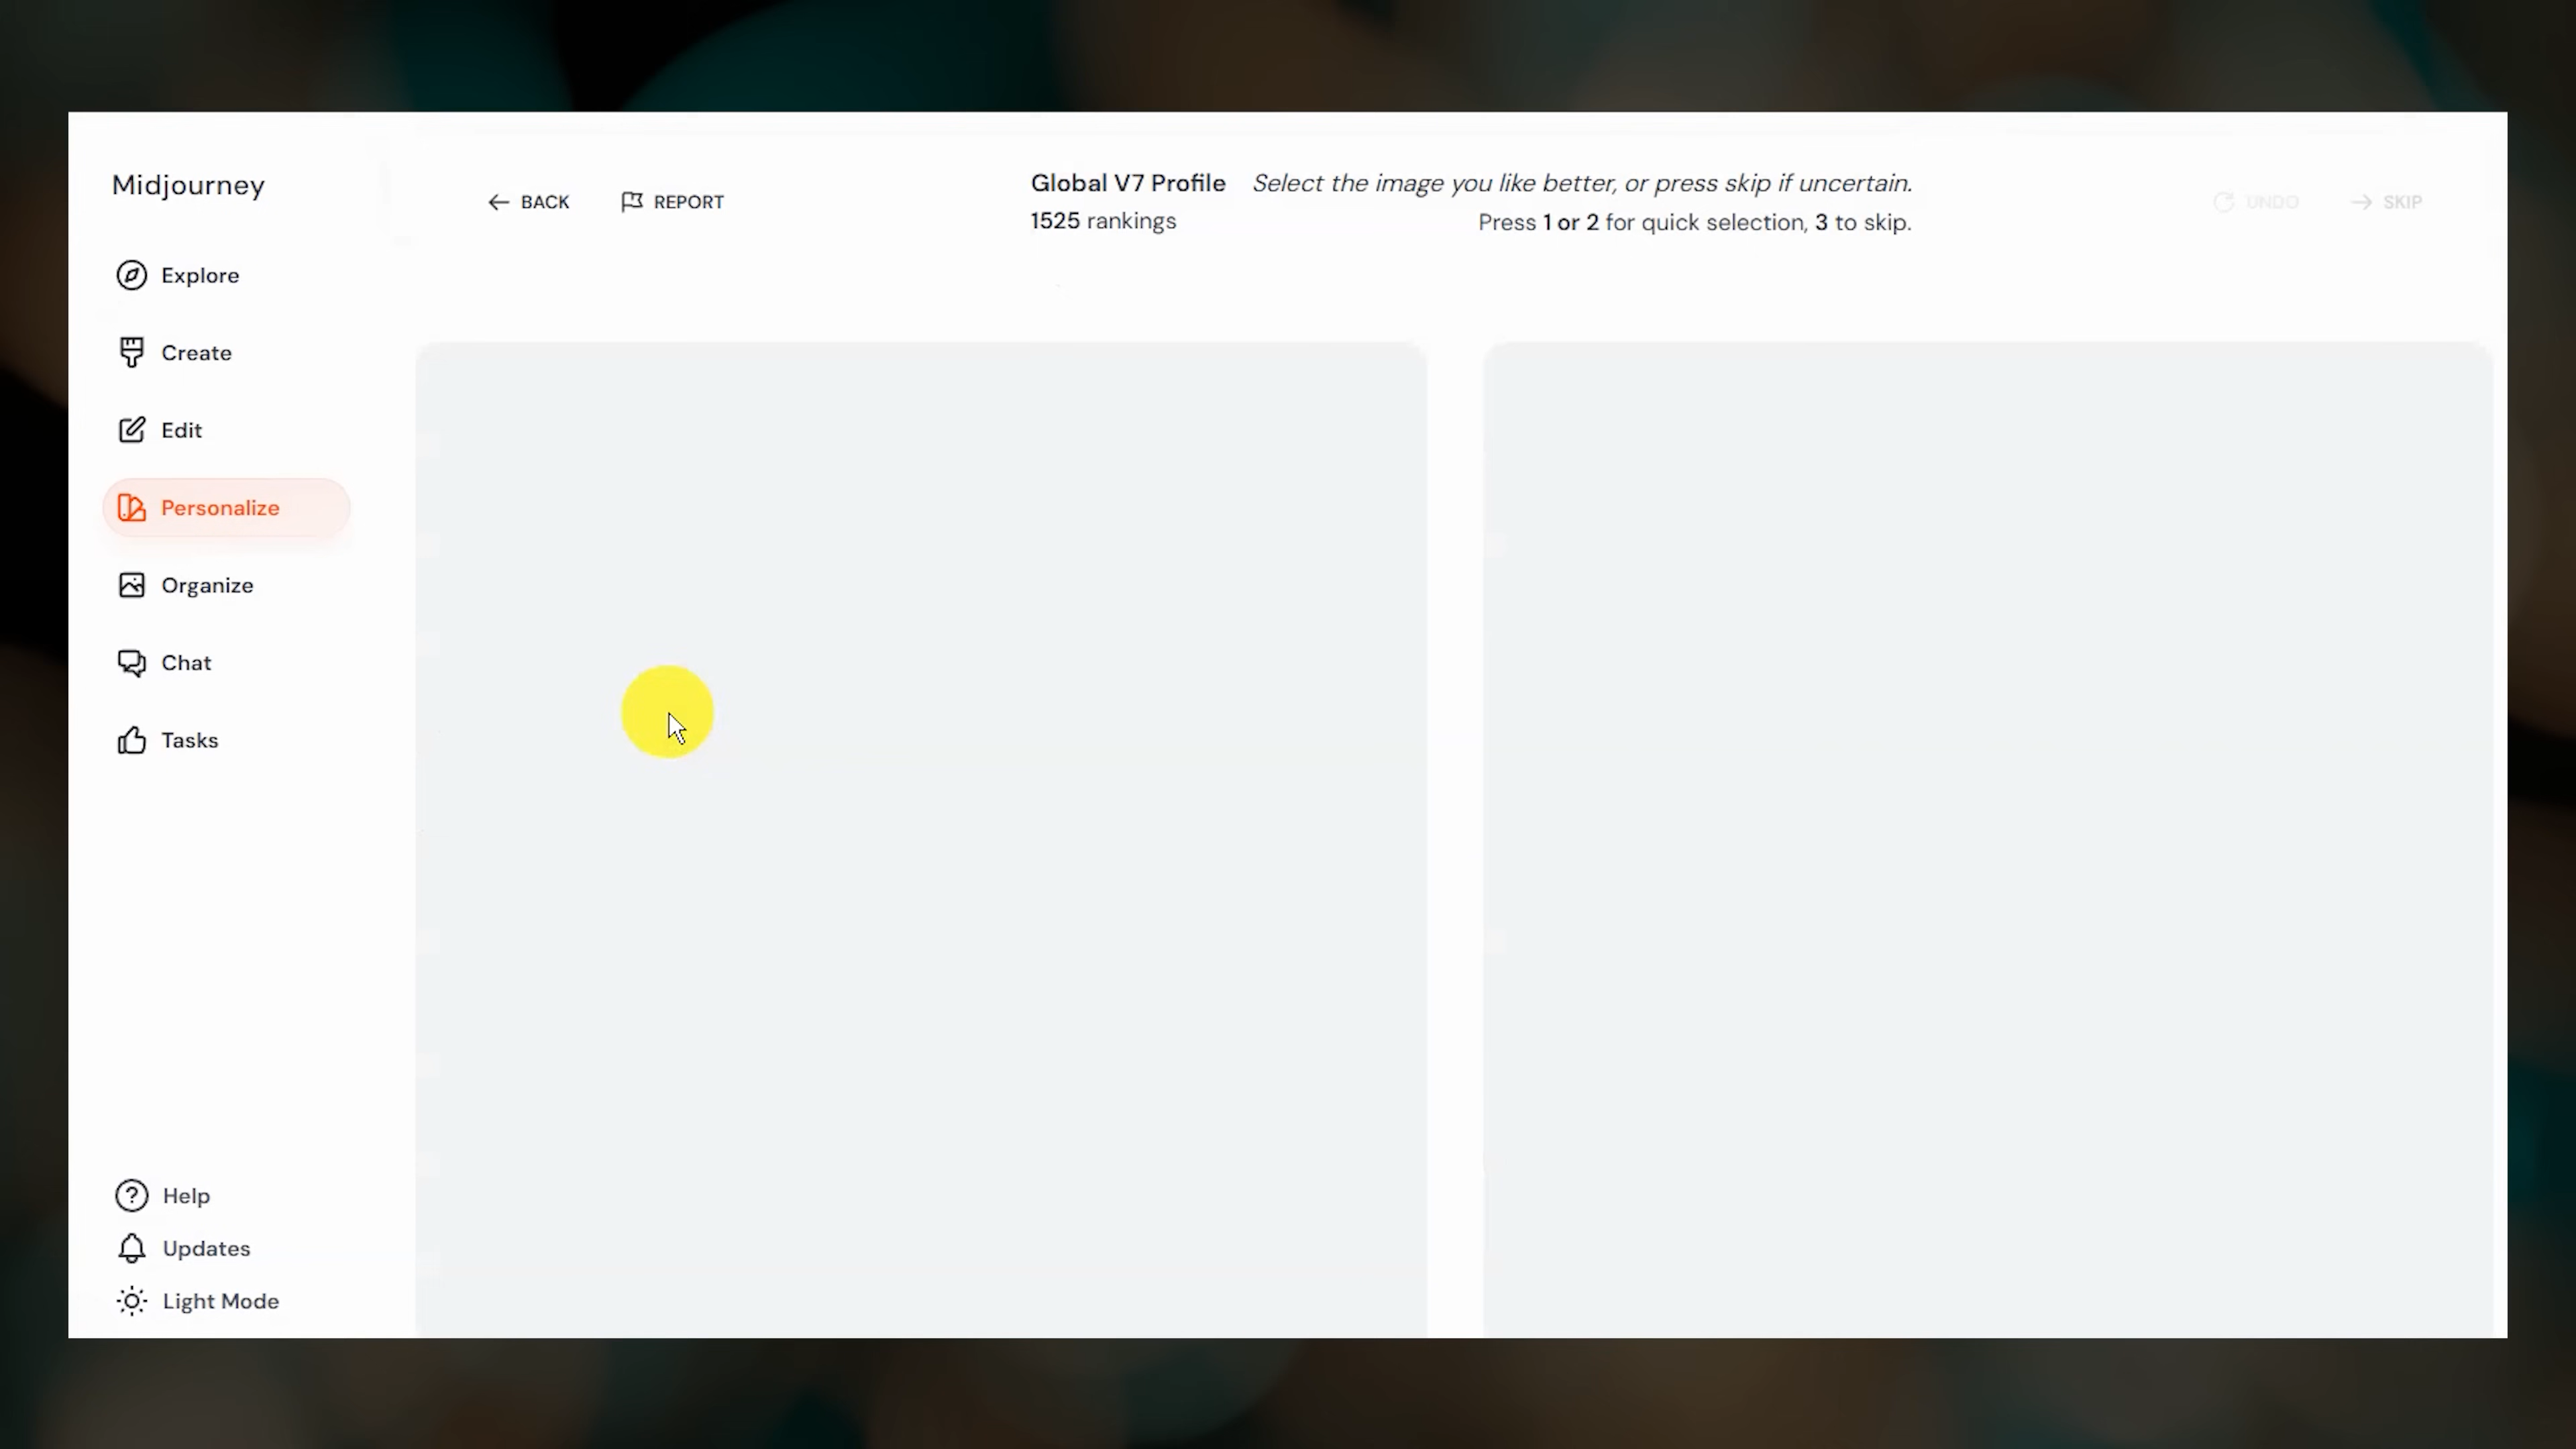 Midjourney
BACK
REPORT
Global V7 Profile
1525 rankings
Select the image you like better, or press skip if uncertain.
Press 1 or 2 for quick selection, 3 to skip.
UNDO
SKIP
Explore
Create
Edit
Personalize
Organize
Chat
Tasks
Help
Updates
Light Mode